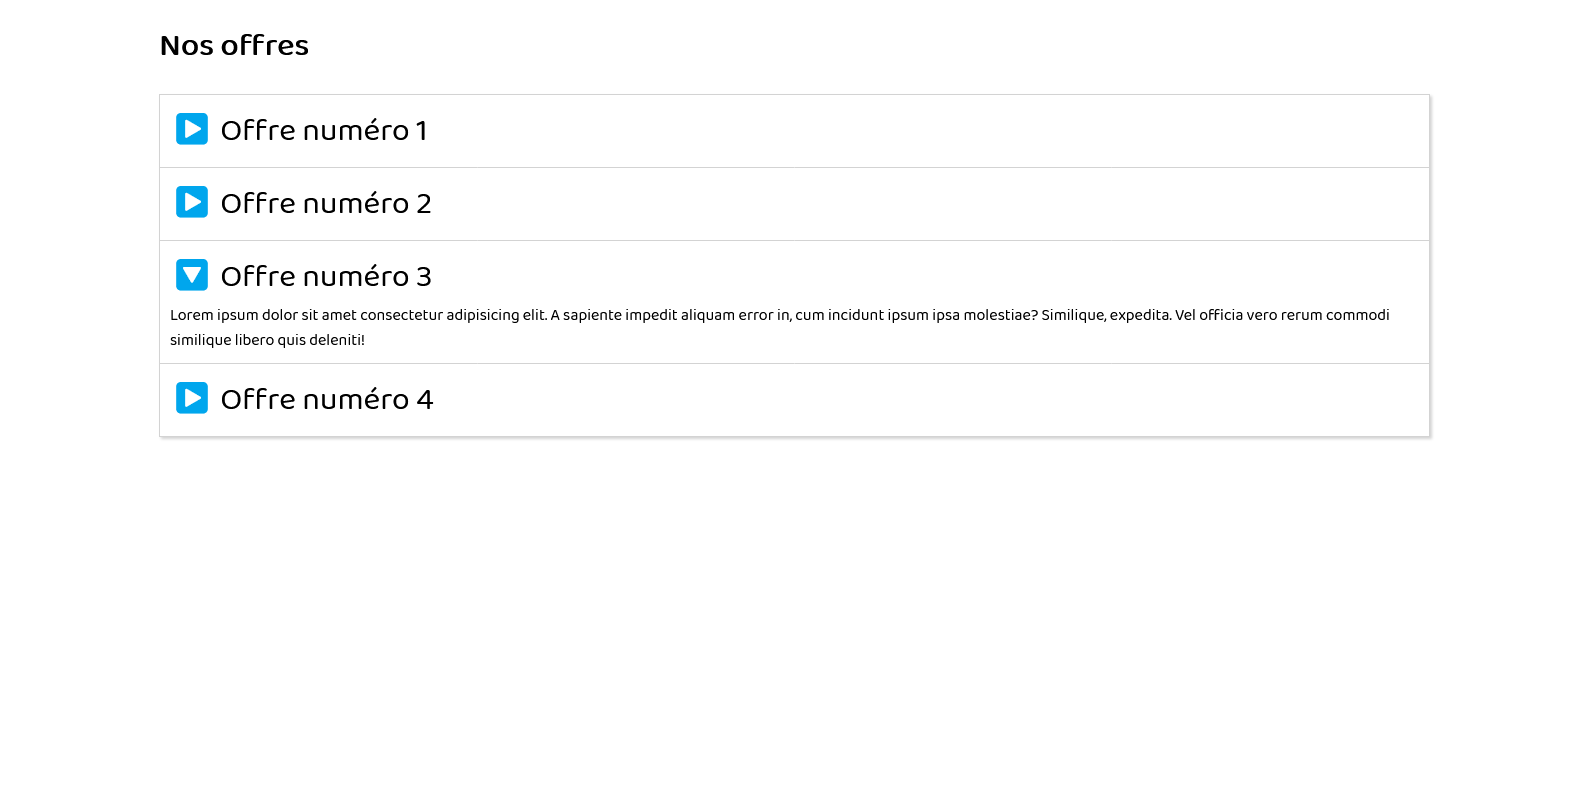 Nos offres
Offre numéro 1
Offre numéro 2
Offre numéro 3
Lorem ipsum dolor sit amet consectetur adipisicing elit. A sapiente impedit aliquam error in, cum incidunt ipsum ipsa molestiae? Similique, expedita. Vel officia vero rerum commodi
similique libero quis deleniti!
Offre numéro 4